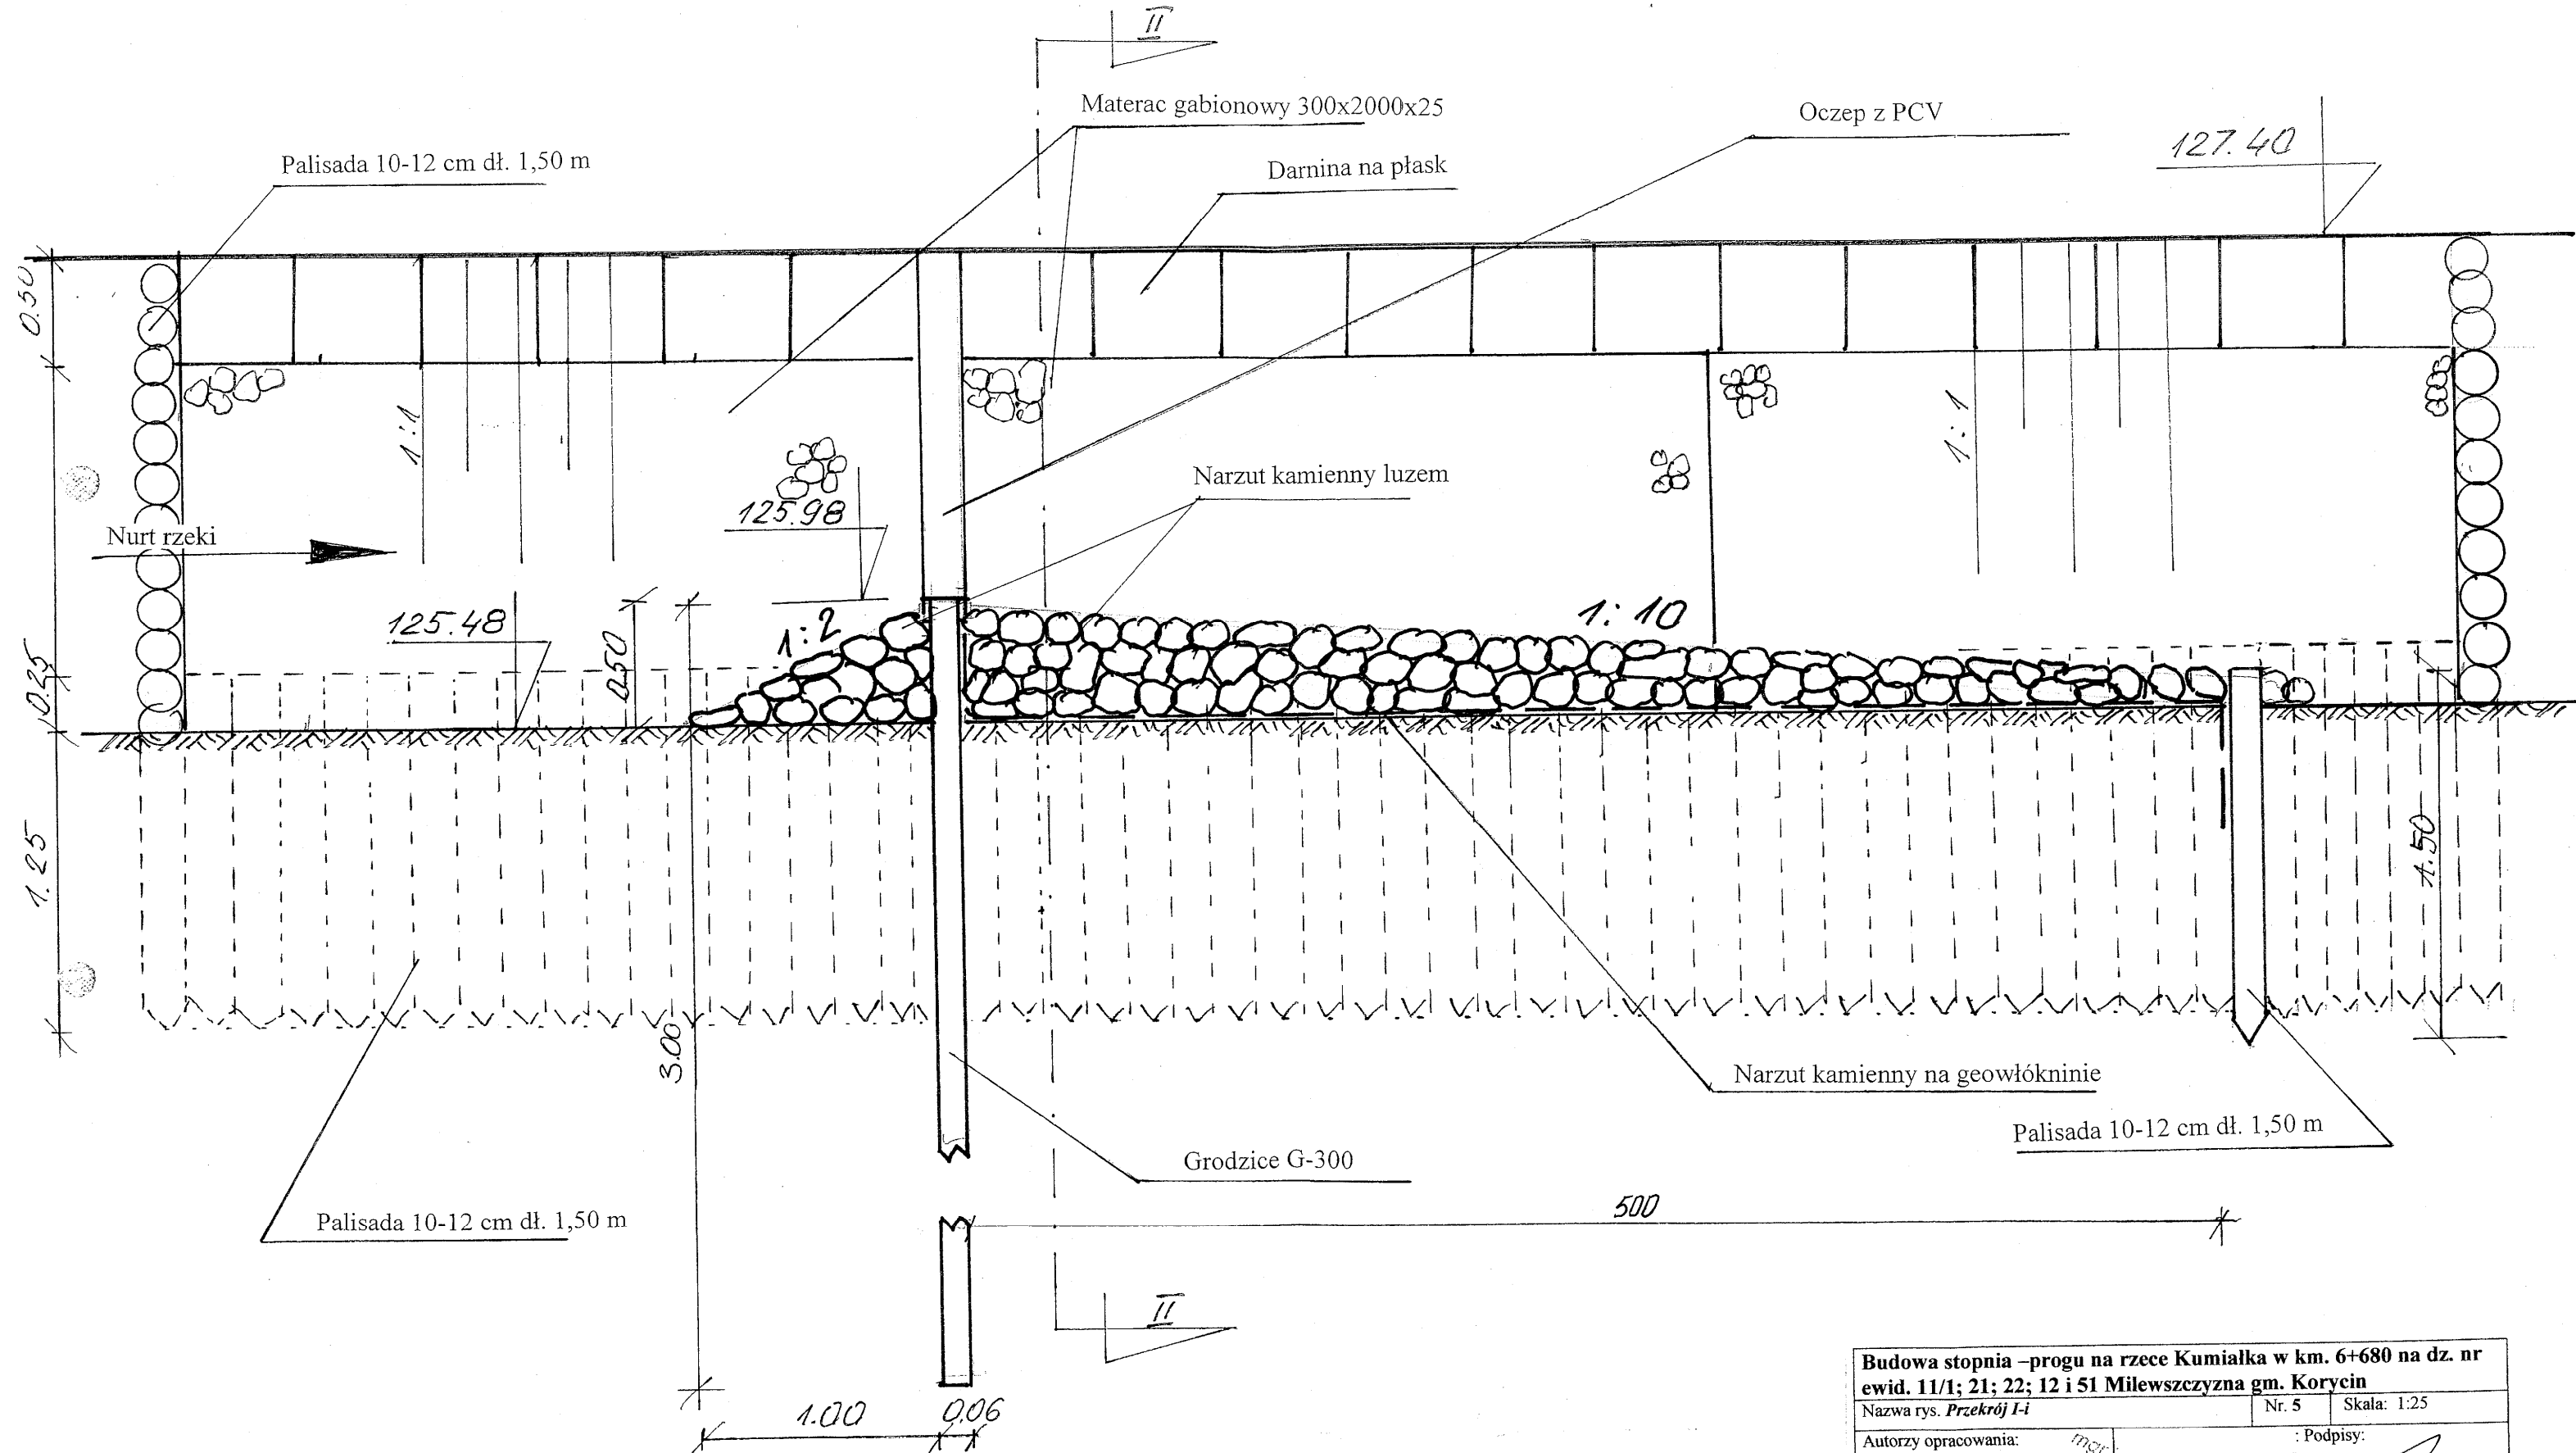 II
Materac gabionowy 300x2000x25
Oczep z PCV
127.40
Palisada 10-12 cm dł. 1,50 m
Darnina na płask
0.50
1:1
1:1
Narzut kamienny luzem
125.98
Nurt rzeki
125.48
0.50
1:2
1:10
0.25
1.25
1.50
3.00
Narzut kamienny na geowłókninie
Palisada 10-12 cm dł. 1,50 m
Grodzice G-300
500
Palisada 10-12 cm dł. 1,50 m
II
1.00
0.06
Budowa stopnia –progu na rzece Kumiałka w km. 6+680 na dz. nr
ewid. 11/1; 21; 22; 12 i 51 Milewszczyzna gm. Korycin
Nazwa rys. Przekrój I-i
Nr. 5
Skala: 1:25
Autorzy opracowania:
mgr
: Podpisy: